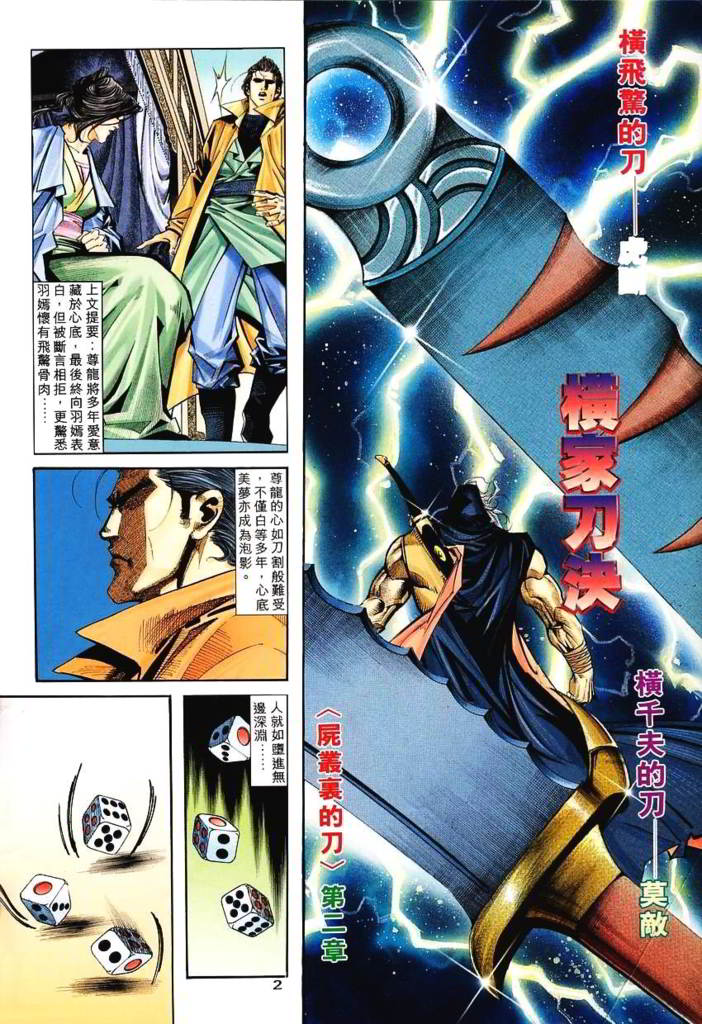 橫飛驚的刀——虎
橫家刀決
橫千夫的刀——莫敵
〈屍叢裏的刀〉第二章
上文提要：尊龍將多年愛意
藏於心底，最後終向羽嫣表
白，但被斷言相拒，更驚悉
羽嫣懷有飛驚骨肉……
尊龍的心如刀割般難受
，不僅白等多年，心底
美夢亦成為泡影。
人就如墮進無
邊深淵……
2